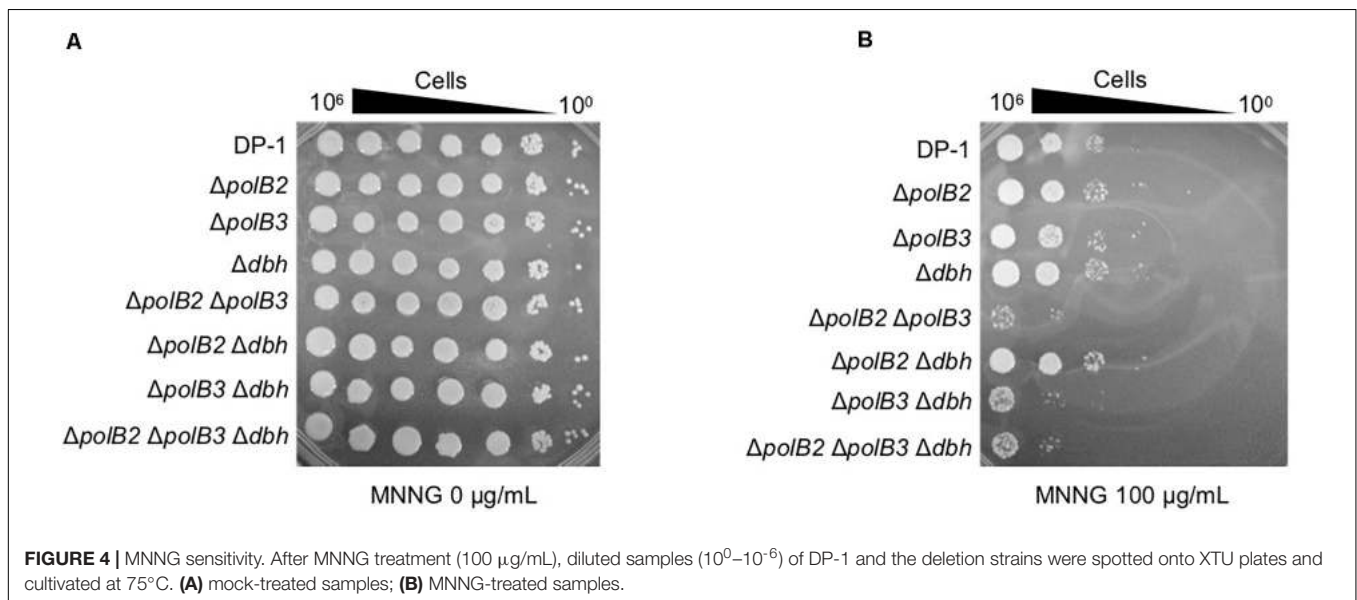 A
Cells
10⁶
10⁰
DP-1
ΔpolB2
ΔpolB3
Δdbh
ΔpolB2 ΔpolB3
ΔpolB2 Δdbh
ΔpolB3 Δdbh
ΔpolB2 ΔpolB3 Δdbh
MNNG 0 µg/mL
B
Cells
10⁶
10⁰
DP-1
ΔpolB2
ΔpolB3
Δdbh
ΔpolB2 ΔpolB3
ΔpolB2 Δdbh
ΔpolB3 Δdbh
ΔpolB2 ΔpolB3 Δdbh
MNNG 100 µg/mL
FIGURE 4 | MNNG sensitivity. After MNNG treatment (100 µg/mL), diluted samples (10⁰–10⁻⁶) of DP-1 and the deletion strains were spotted onto XTU plates and
cultivated at 75°C. (A) mock-treated samples; (B) MNNG-treated samples.